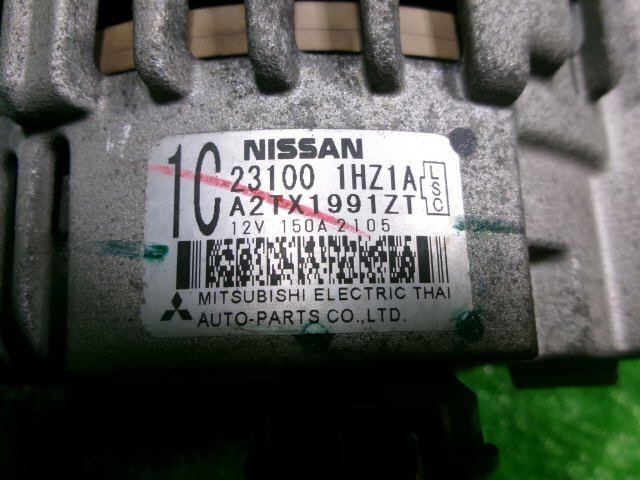 1C
NISSAN
23100 1HZ1A
A2TX1991ZT
LSC
12V 150A 2105
MITSUBISHI ELECTRIC THAI
AUTO-PARTS CO.,LTD.